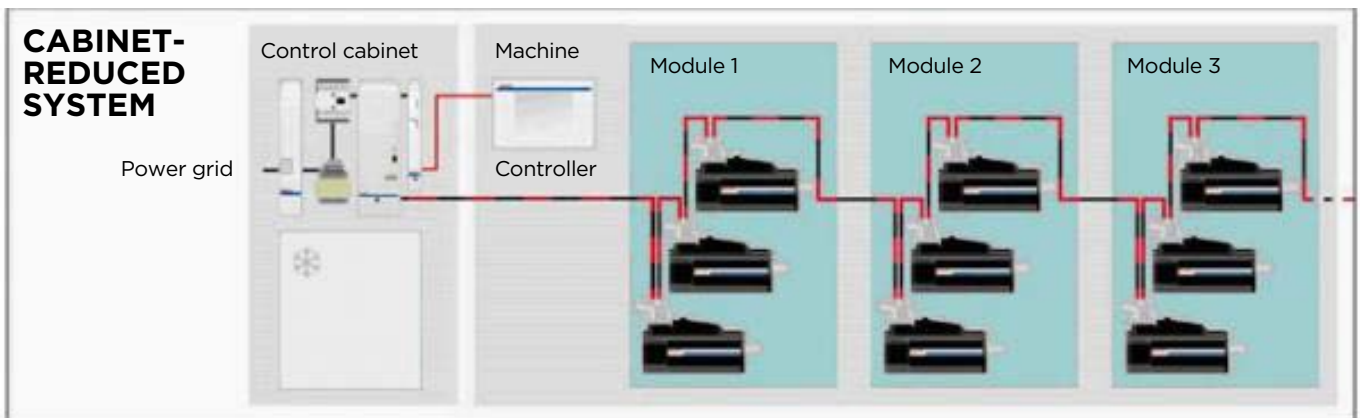 CABINET-
REDUCED
SYSTEM
Control cabinet
Machine
Module 1
Module 2
Module 3
Power grid
Controller